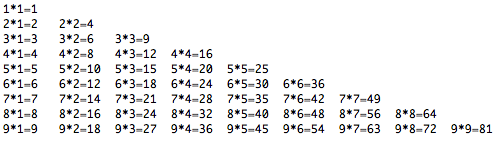 1*1=1
2*1=2 2*2=4
3*1=3 3*2=6 3*3=9
4*1=4 4*2=8 4*3=12 4*4=16
5*1=5 5*2=10 5*3=15 5*4=20 5*5=25
6*1=6 6*2=12 6*3=18 6*4=24 6*5=30 6*6=36
7*1=7 7*2=14 7*3=21 7*4=28 7*5=35 7*6=42 7*7=49
8*1=8 8*2=16 8*3=24 8*4=32 8*5=40 8*6=48 8*7=56 8*8=64
9*1=9 9*2=18 9*3=27 9*4=36 9*5=45 9*6=54 9*7=63 9*8=72 9*9=81